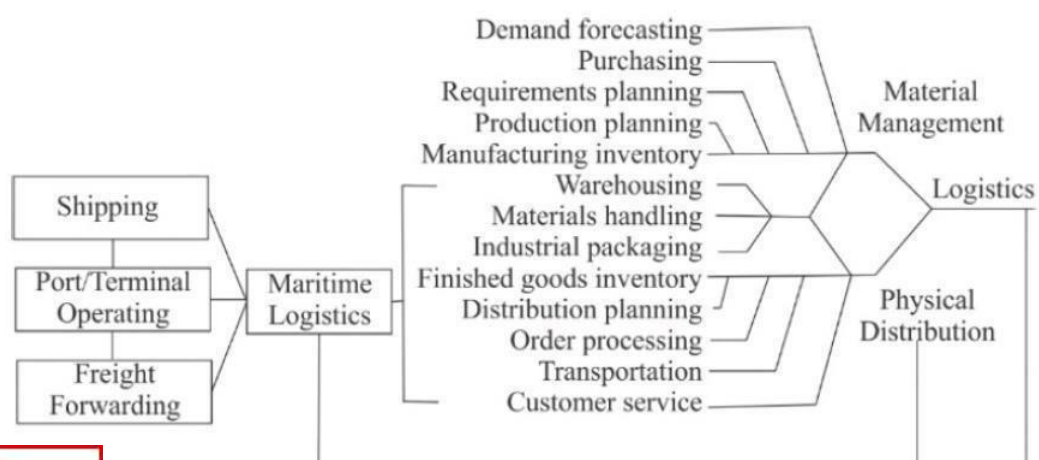 Shipping
Port/Terminal
Operating
Freight
Forwarding
Maritime
Logistics
Demand forecasting
Purchasing
Requirements planning
Production planning
Manufacturing inventory
Warehousing
Materials handling
Industrial packaging
Finished goods inventory
Distribution planning
Order processing
Transportation
Customer service
Material
Management
Physical
Distribution
Logistics